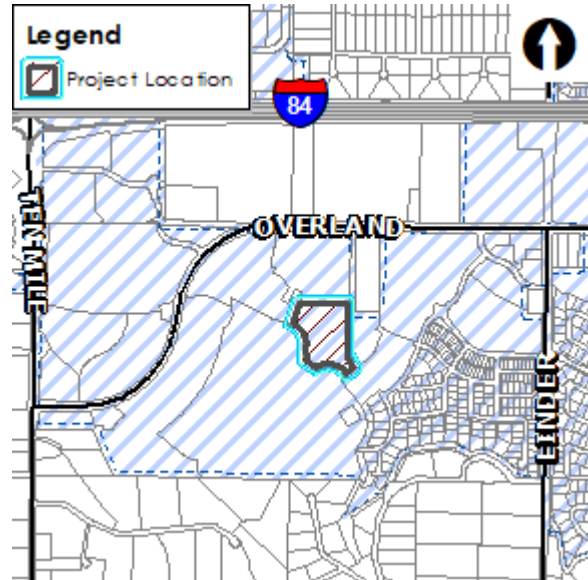 Legend
Project Location
84
OVERLAND
TEN MILE
LINDER